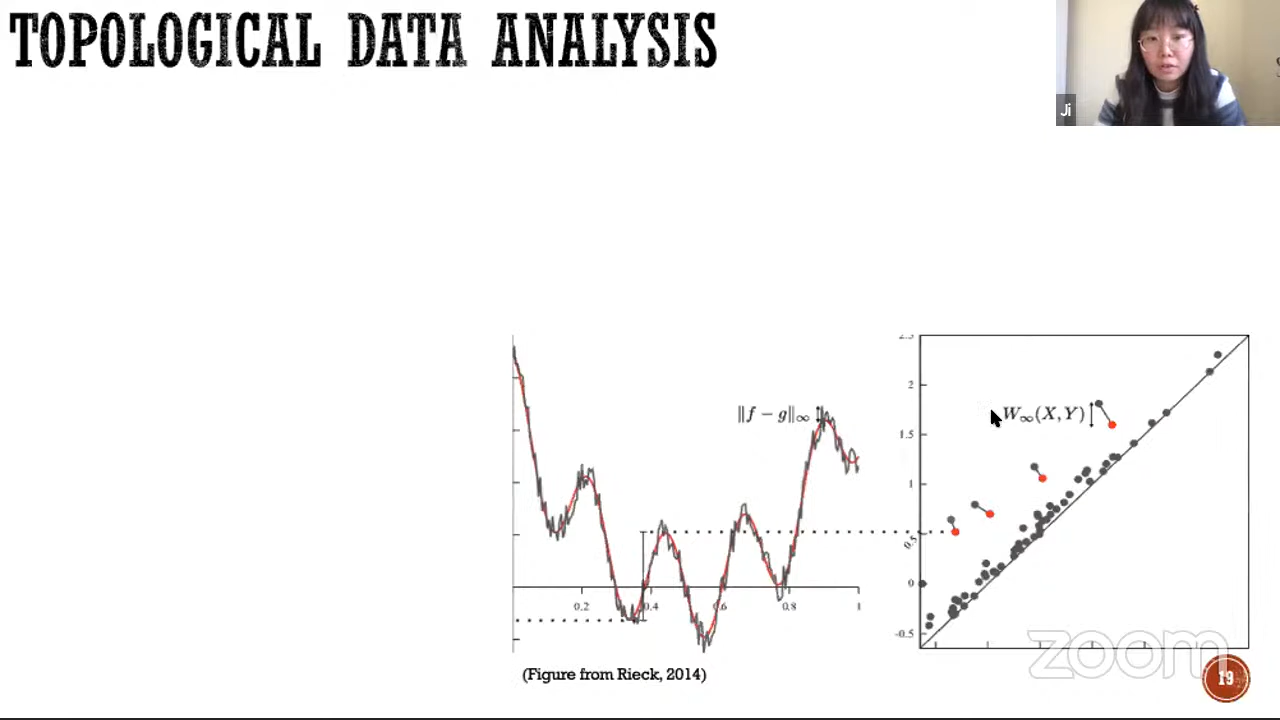 TOPOLOGICAL DATA ANALYSIS
Ji
‖f − g‖∞
0.2
0.4
0.6
0.8
1
2.5
2
W∞(X, Y)
1.5
1
0.5
0
-0.5
(Figure from Rieck, 2014)
zoom
19